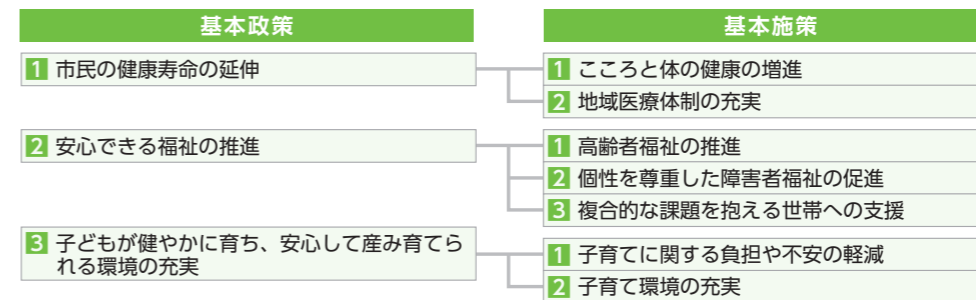 基本政策
基本施策
1 市民の健康寿命の延伸
1 こころと体の健康の増進
2 地域医療体制の充実
2 安心できる福祉の推進
1 高齢者福祉の推進
2 個性を尊重した障害者福祉の促進
3 複合的な課題を抱える世帯への支援
3 子どもが健やかに育ち、安心して産み育てら
れる環境の充実
1 子育てに関する負担や不安の軽減
2 子育て環境の充実